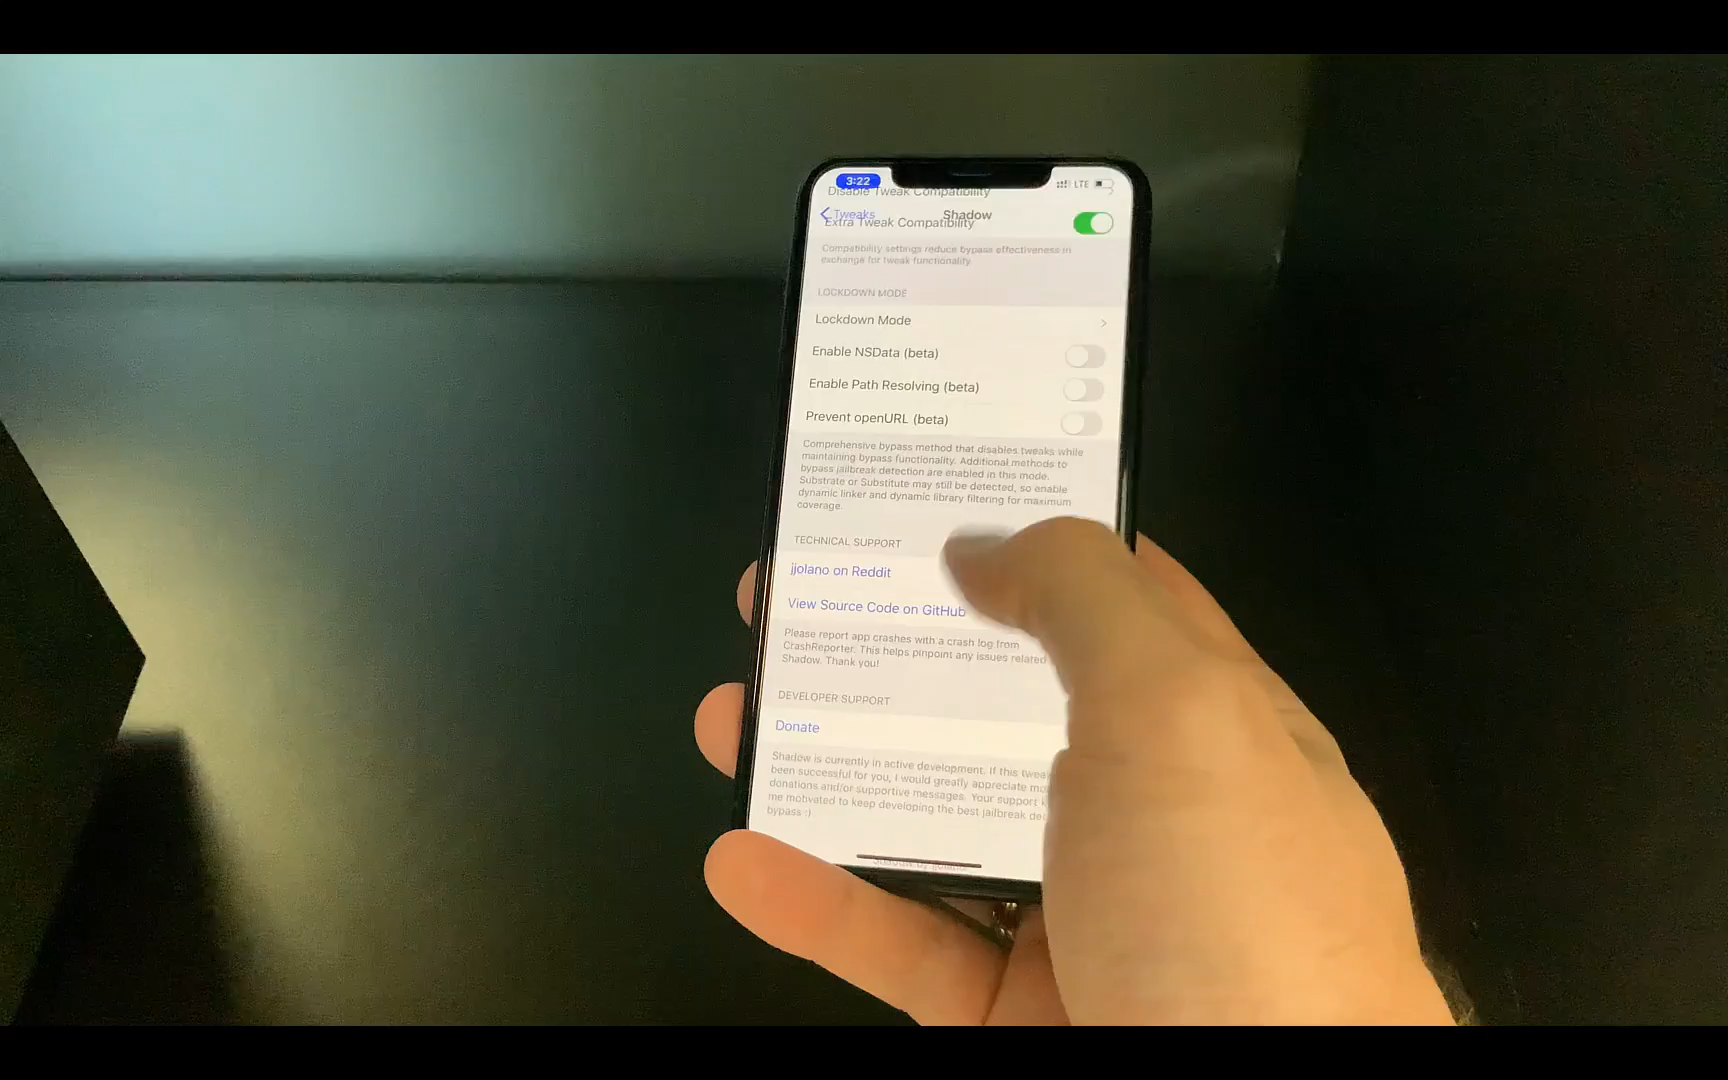 3:22
LTE
Disable Tweak Compatibility
Tweaks
Shadow
Extra Tweak Compatibility
Compatibility settings reduce bypass effectiveness in
exchange for tweak functionality.
LOCKDOWN MODE
Lockdown Mode
Enable NSData (beta)
Enable Path Resolving (beta)
Prevent openURL (beta)
Comprehensive bypass method that disables tweaks while
maintaining bypass functionality. Additional methods to
bypass jailbreak detection are enabled in this mode.
Substrate or Substitute may still be detected, so enable
dynamic linker and dynamic library filtering for maximum
coverage.
TECHNICAL SUPPORT
jjolano on Reddit
View Source Code on GitHub
Please report app crashes with a crash log from
CrashReporter. This helps pinpoint any issues related
Shadow. Thank you!
DEVELOPER SUPPORT
Donate
Shadow is currently in active development. If this
been successful for you, I would greatly appreciate
donations and/or supportive messages. Your support
me motivated to keep developing the best jailbreak
bypass :)